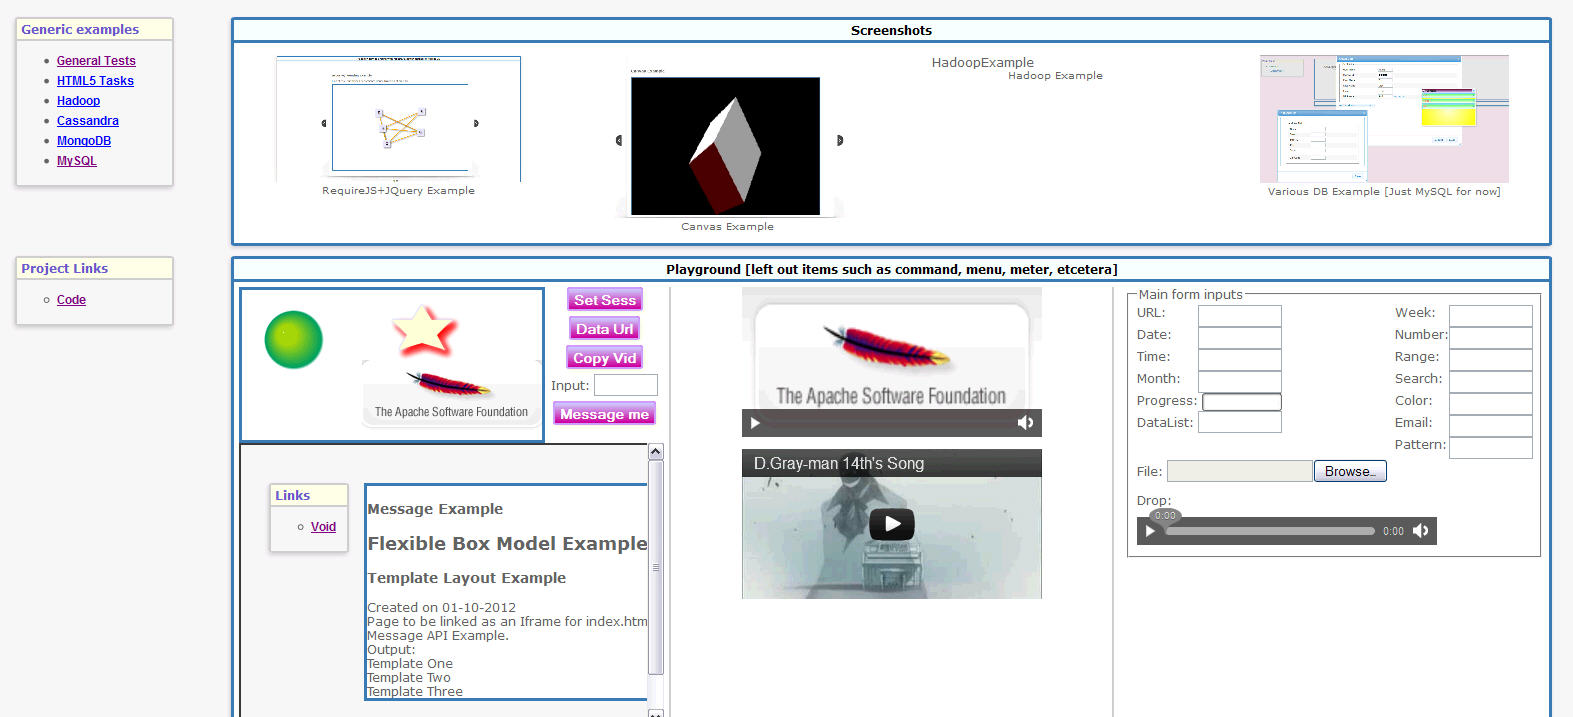 Generic examples
General Tests
HTML5 Tasks
Hadoop
Cassandra
MongoDB
MySQL
Project Links
Code
Screenshots
RequireJS+JQuery Example
Canvas Example
Canvas Example
HadoopExample
Hadoop Example
Various DB Example [Just MySQL for now]
Playground [left out items such as command, menu, meter, etcetera]
The Apache Software Foundation
Set Sess
Data Url
Copy Vid
Input:
Message me
Links
Void
Message Example
Flexible Box Model Example
Template Layout Example
Created on 01-10-2012
Page to be linked as an Iframe for index.htm
Message API Example.
Output:
Template One
Template Two
Template Three
The Apache Software Foundation
D.Gray-man 14th's Song
Main form inputs
URL:
Week:
Date:
Number:
Time:
Range:
Month:
Search:
Progress:
Color:
DataList:
Email:
Pattern:
File:
Browse..
Drop:
0:00
0:00